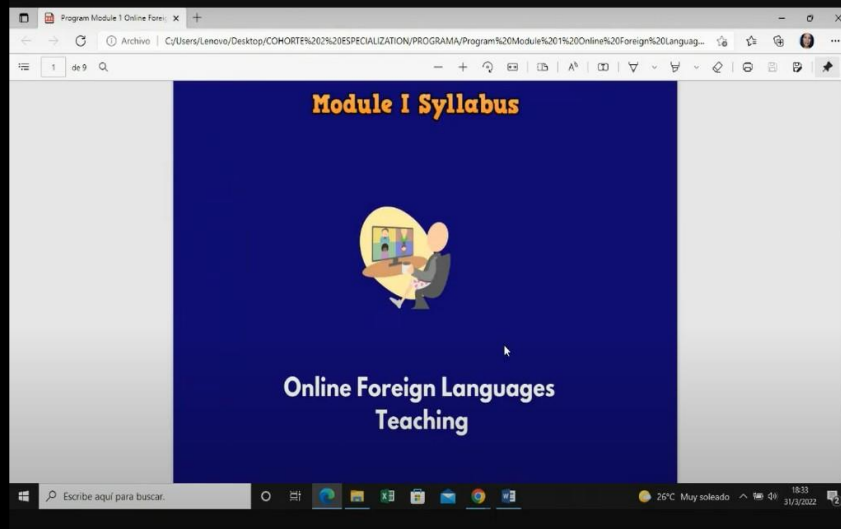 Program Module 1 Online Forei
Archivo
C:/Users/Lenovo/Desktop/COHORTE%202%20ESPECIALIZATION/PROGRAMA/Program%20Module%201%20Online%20Foreign%20Languag...
1 de 9
Module I Syllabus
Online Foreign Languages
Teaching
Escribe aquí para buscar.
26°C Muy soleado
18:33
31/3/2022
2